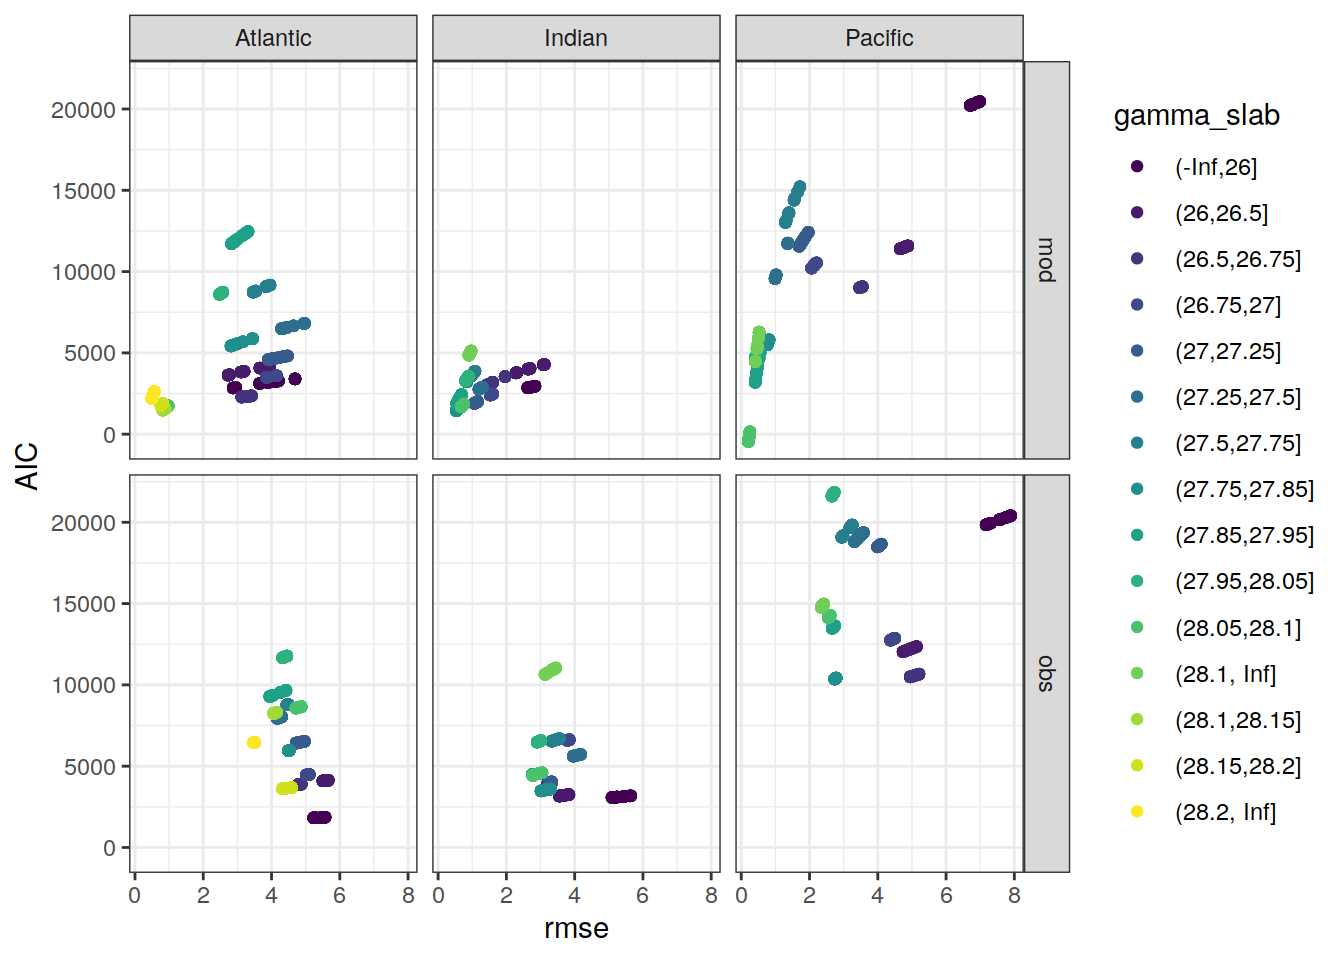 Atlantic Indian Pacific
gamma_slab
(-Inf,26]
(26,26.5]
(26.5,26.75]
(26.75,27]
(27,27.25]
(27.25,27.5]
(27.5,27.75]
(27.75,27.85]
(27.85,27.95]
(27.95,28.05]
(28.05,28.1]
(28.1, Inf]
(28.1,28.15]
(28.15,28.2]
(28.2, Inf]
mod
obs
AIC
20000
15000
10000
5000
0
20000
15000
10000
5000
0
0 2 4 6 8 0 2 4 6 8 0 2 4 6 8
rmse